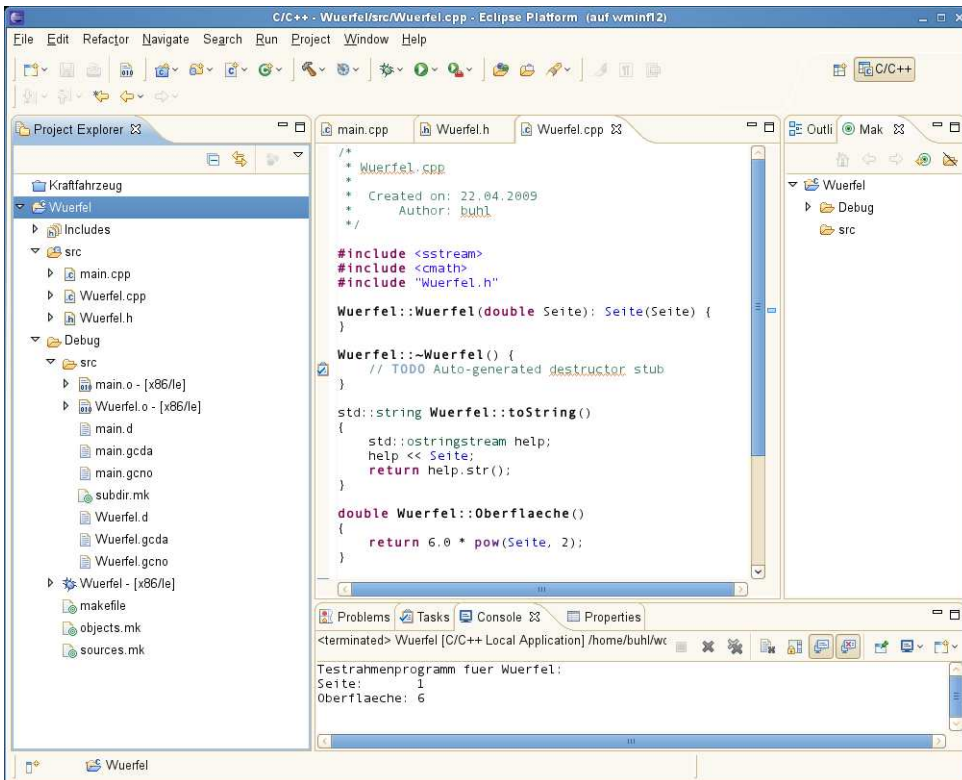 C/C++ - Wuerfel/src/Wuerfel.cpp - Eclipse Platform (auf wminf12)
File Edit Refactor Navigate Search Run Project Window Help
C/C++
Project Explorer
Kraftfahrzeug
Wuerfel
Includes
src
main.cpp
Wuerfel.cpp
Wuerfel.h
Debug
src
main.o - [x86/le]
Wuerfel.o - [x86/le]
main.d
main.gcda
main.gcno
subdir.mk
Wuerfel.d
Wuerfel.gcda
Wuerfel.gcno
Wuerfel - [x86/le]
makefile
objects.mk
sources.mk
main.cpp Wuerfel.h Wuerfel.cpp
/*
* Wuerfel.cpp
*
* Created on: 22.04.2009
* Author: buhl
*/
#include <sstream>
#include <cmath>
#include "Wuerfel.h"
Wuerfel::Wuerfel(double Seite): Seite(Seite) {
}
Wuerfel::~Wuerfel() {
// TODO Auto-generated destructor stub
}
std::string Wuerfel::toString()
{
std::ostringstream help;
help << Seite;
return help.str();
}
double Wuerfel::Oberflaeche()
{
return 6.0 * pow(Seite, 2);
}
Outli Mak
Wuerfel
Debug
src
Problems Tasks Console Properties
<terminated> Wuerfel [C/C++ Local Application] /home/buhl/wc
Testrahmenprogramm fuer Wuerfel:
Seite: 1
Oberflaeche: 6
Wuerfel